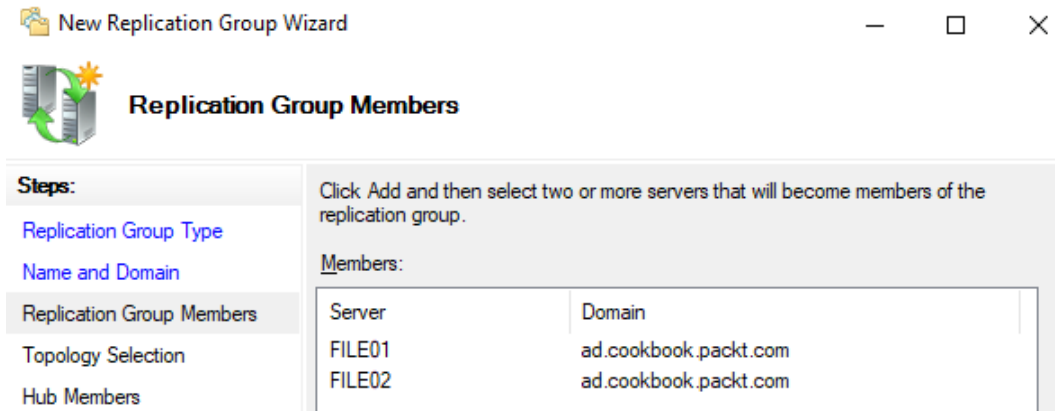 New Replication Group Wizard
Replication Group Members
Steps:
Replication Group Type
Name and Domain
Replication Group Members
Topology Selection
Hub Members
Click Add and then select two or more servers that will become members of the
replication group.
Members:
Server Domain
FILE01 ad.cookbook.packt.com
FILE02 ad.cookbook.packt.com